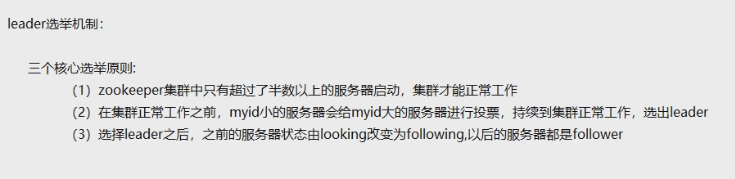 leader选举机制：
三个核心选举原则:
（1）zookeeper集群中只有超过了半数以上的服务器启动，集群才能正常工作
（2）在集群正常工作之前，myid小的服务器会给myid大的服务器进行投票，持续到集群正常工作，选出leader
（3）选择leader之后，之前的服务器状态由looking改变为following,以后的服务器都是follower